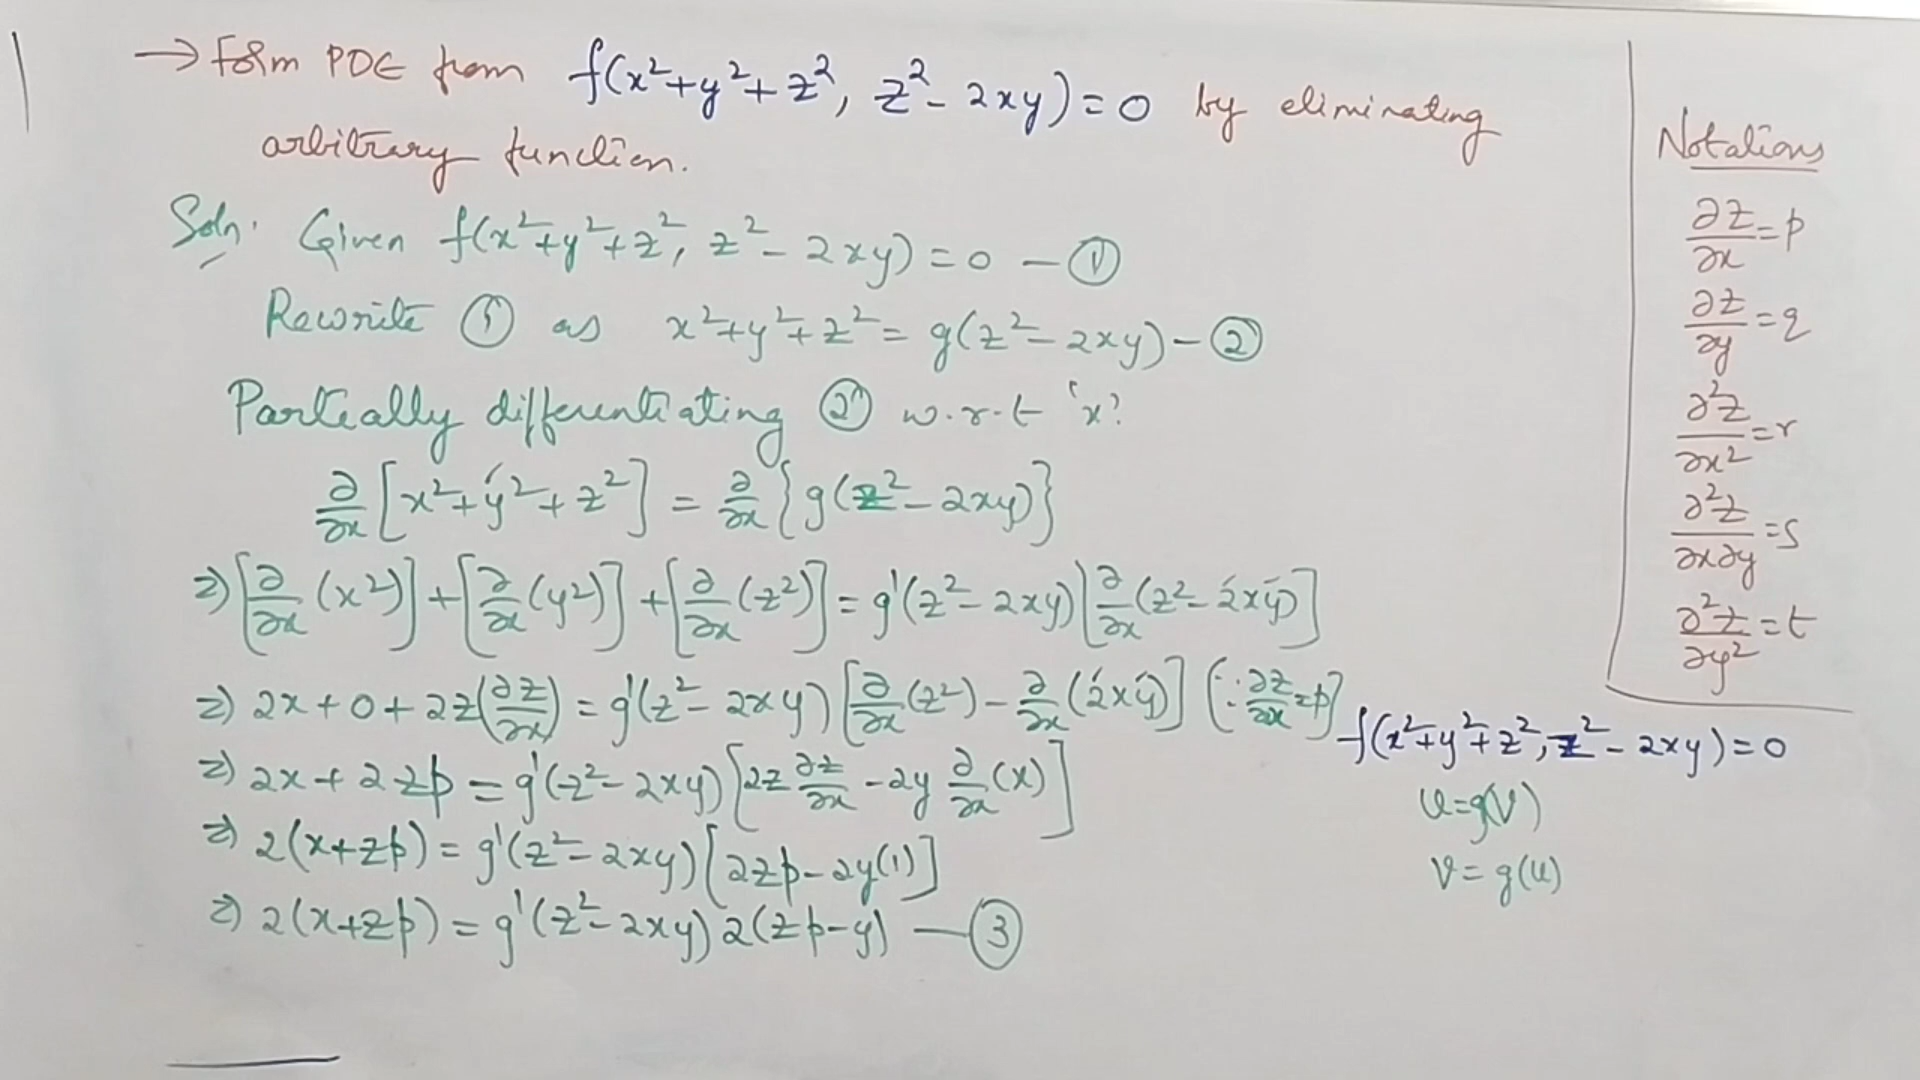 → Form PDE from f(x²+y²+z², z²-2xy)=0 by eliminating
arbitrary function.
Soln. Given f(x²+y²+z², z²-2xy)=0 —①
Rewrite ① as x²+y²+z² = g(z²-2xy) —②
Partially differentiating ② w.r.t 'x'
∂/∂x [x²+y²+z²] = ∂/∂x {g(z²-2xy)}
⇒ [∂/∂x (x²)] + [∂/∂x (y²)] + [∂/∂x (z²)] = g'(z²-2xy) [∂/∂x (z²-2xy)]
⇒ 2x+0+2z(∂z/∂x) = g'(z²-2xy) [∂/∂x (z²) - ∂/∂x (2xy)] (∵ ∂z/∂x = p)
⇒ 2x+2zp = g'(z²-2xy) [2z ∂z/∂x - 2y ∂/∂x (x)]
⇒ 2(x+zp) = g'(z²-2xy) [2zp-2y(1)]
⇒ 2(x+zp) = g'(z²-2xy) 2(zp-y) —③
Notations
∂z/∂x = p
∂z/∂y = q
∂²z/∂x² = r
∂²z/∂x∂y = s
∂²z/∂y² = t
f(x²+y²+z², z²-2xy)=0
u=g(v)
v=g(u)